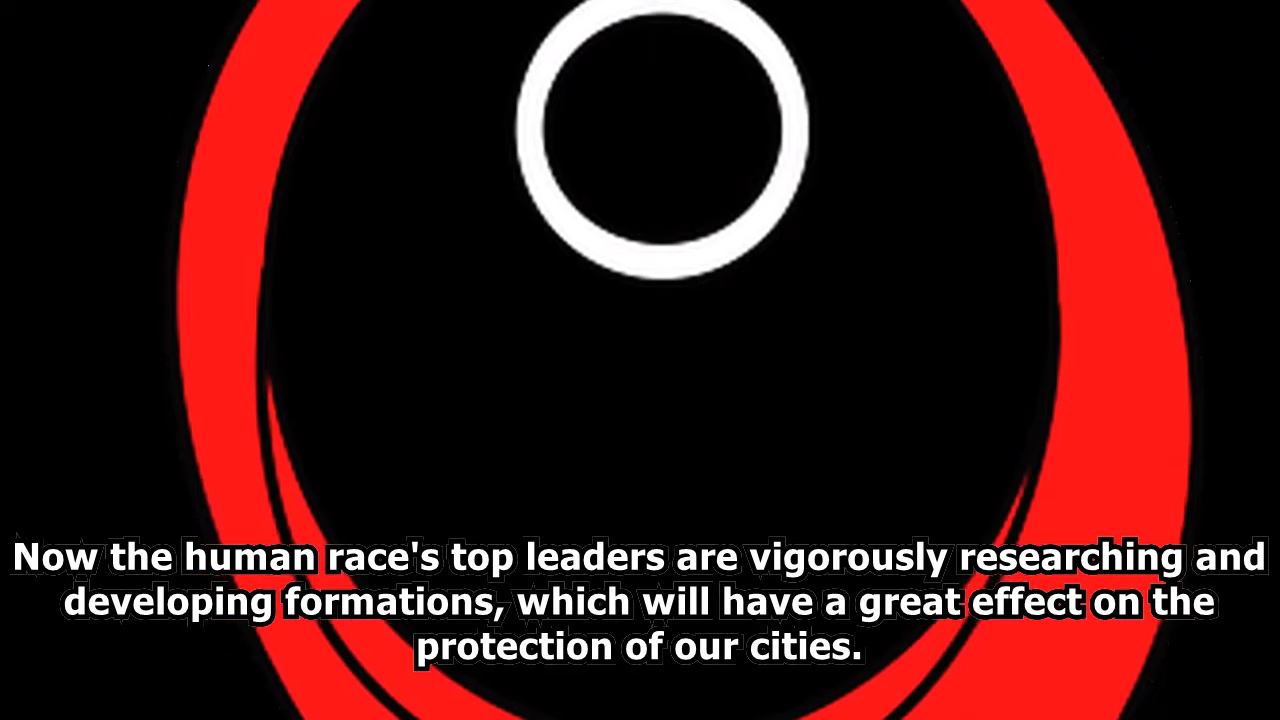 Now the human race's top leaders are vigorously researching and
developing formations, which will have a great effect on the
protection of our cities.